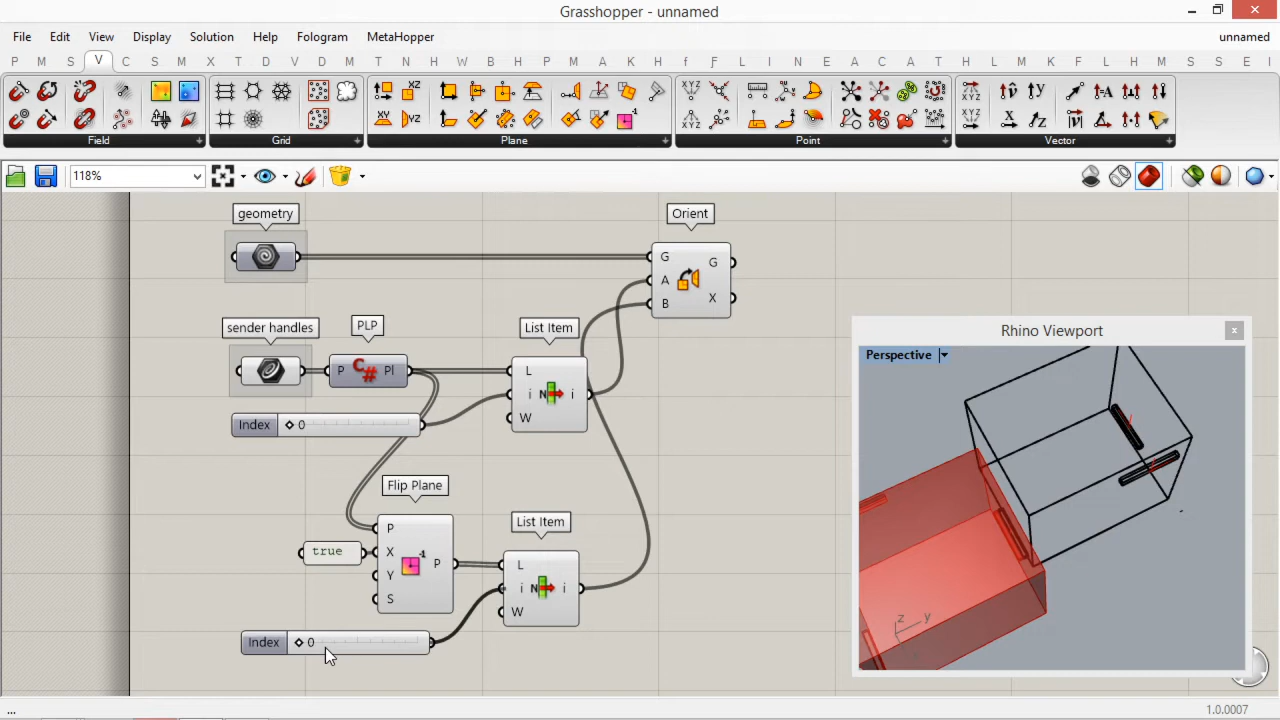 Grasshopper - unnamed
File Edit View Display Solution Help Fologram MetaHopper unnamed
P M S V C S M I T D M T N L W H P M A K H F L U N D T E H V D L H M S S E I
Field Grid Plane Point Vector
118%
geometry
Orient
G G
A
B X
sender handles
PLP
List Item
P C# Pl
L
i N i
W
Index 0
Flip Plane
List Item
P
true X -1 P
Y
S
L
i N i
W
Index 0
Rhino Viewport
x
Perspective
z
y
...
1.0.0007